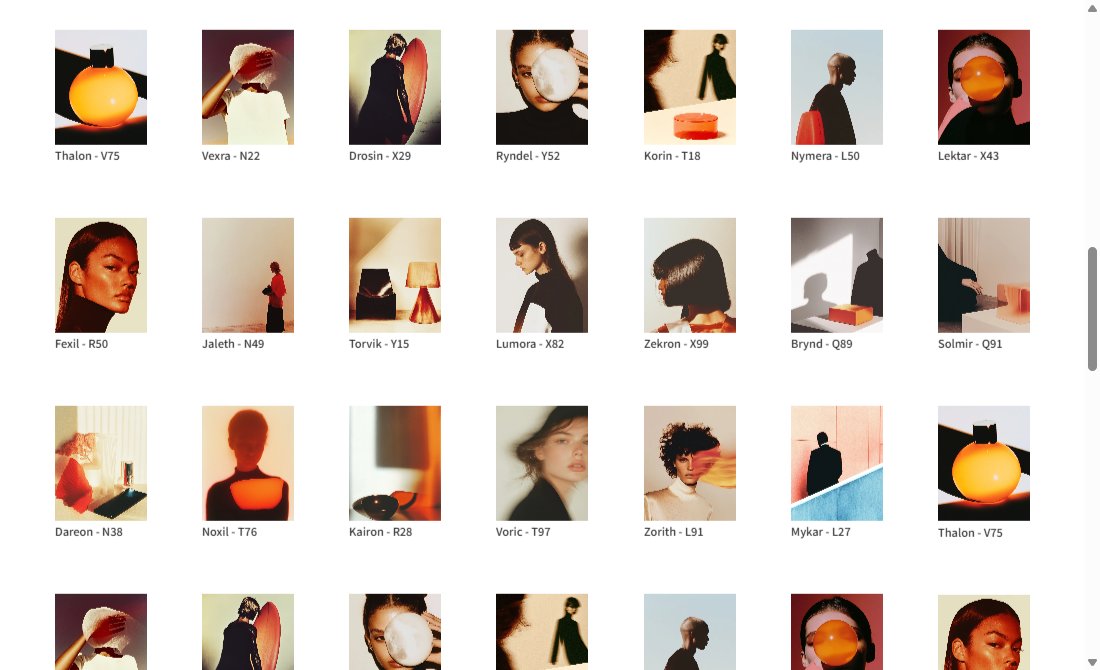 Thalon - V75
Vexra - N22
Drosin - X29
Ryndel - Y52
Korin - T18
Nymera - L50
Lektar - X43
Fexil - R50
Jaleth - N49
Torvik - Y15
Lumora - X82
Zekron - X99
Brynd - Q89
Solmir - Q91
Dareon - N38
Noxil - T76
Kairon - R28
Voric - T97
Zorith - L91
Mykar - L27
Thalon - V75